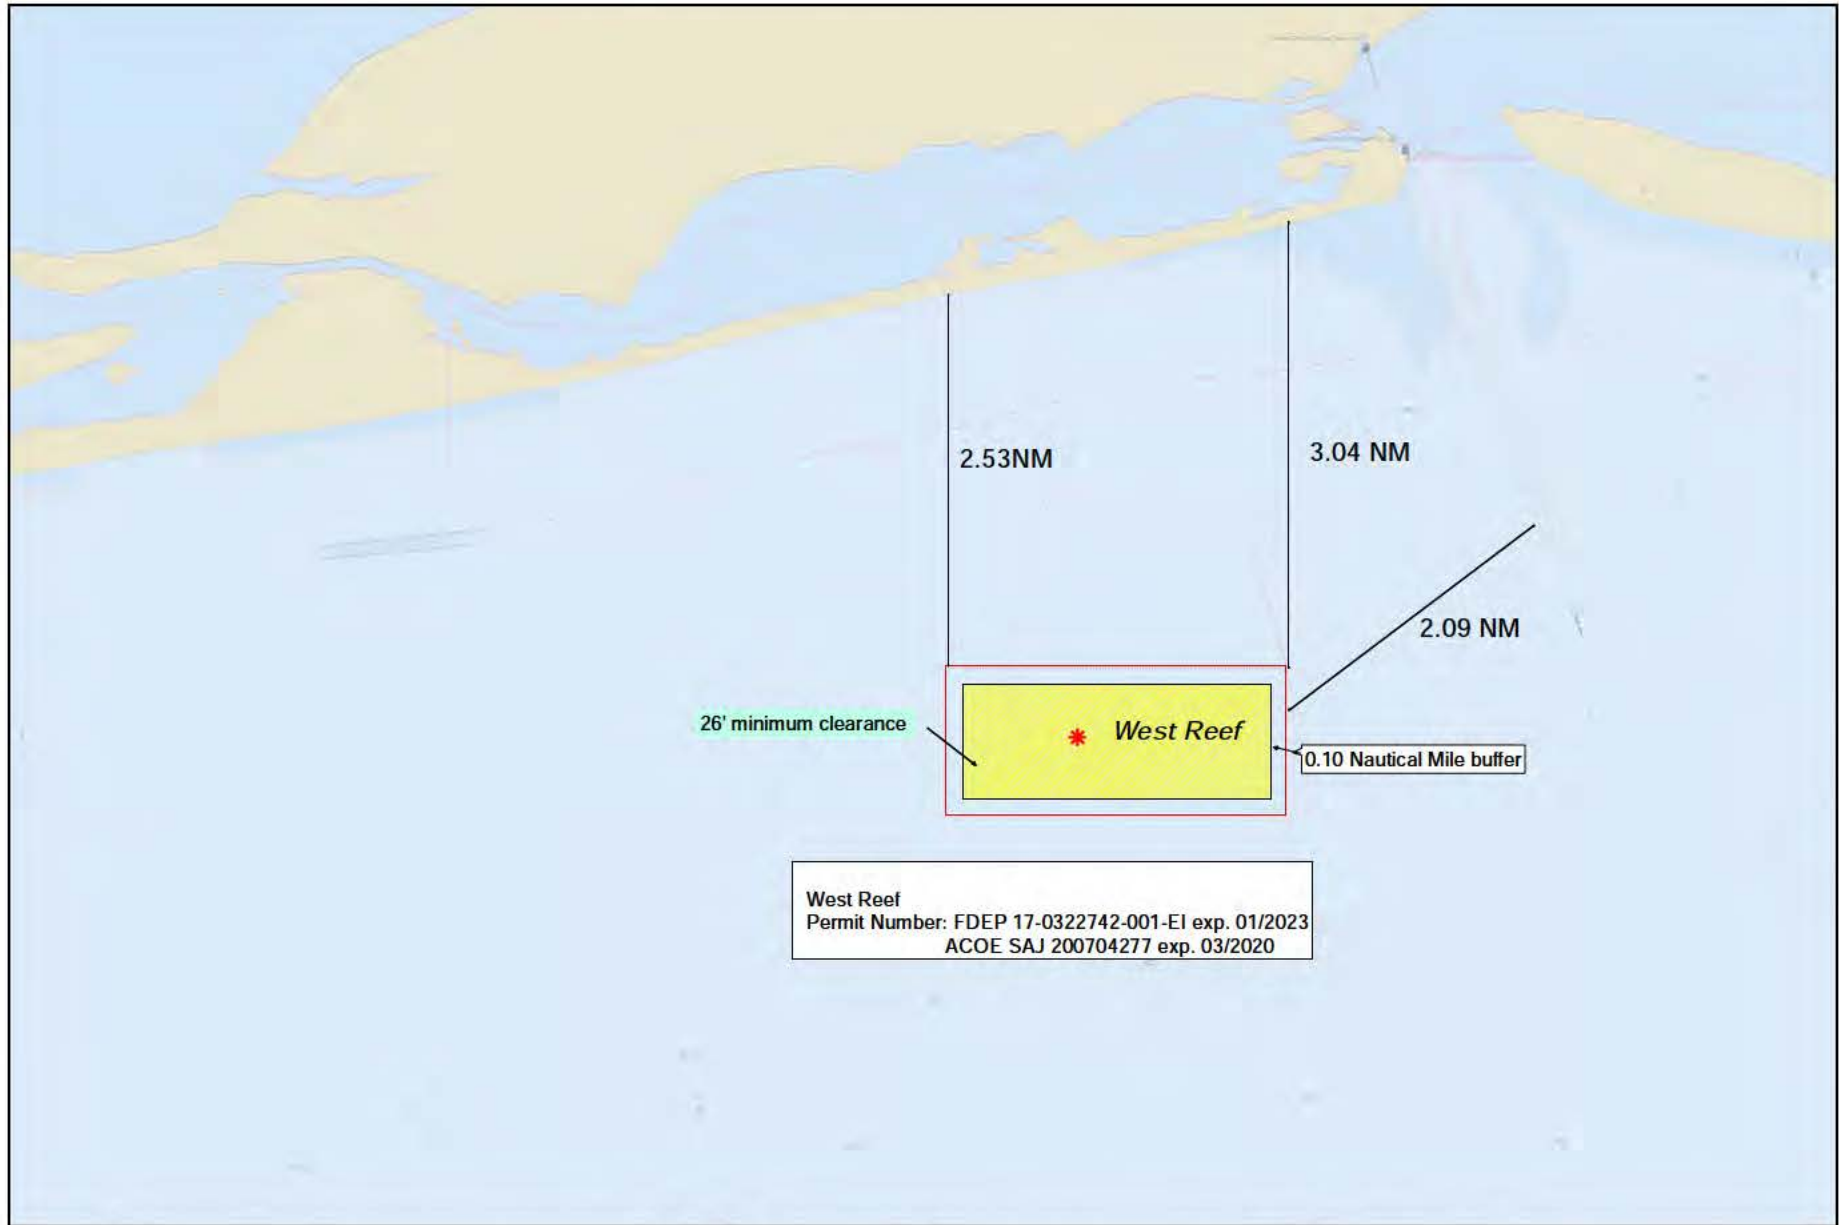 2.53NM
3.04 NM
2.09 NM
26' minimum clearance
West Reef
0.10 Nautical Mile buffer
West Reef
Permit Number: FDEP 17-0322742-001-EI exp. 01/2023
ACOE SAJ 200704277 exp. 03/2020